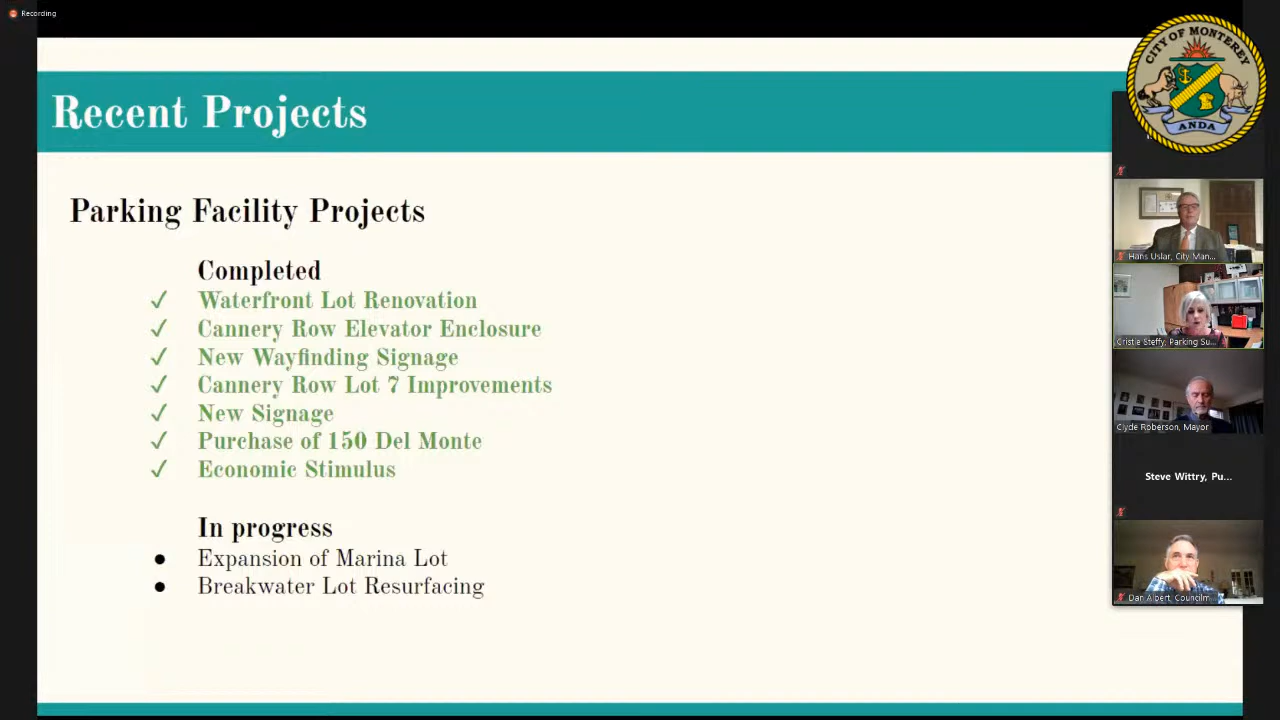 Recording
CITY OF MONTEREY
ANDA
Recent Projects
Parking Facility Projects
Completed
✓ Waterfront Lot Renovation
✓ Cannery Row Elevator Enclosure
✓ New Wayfinding Signage
✓ Cannery Row Lot 7 Improvements
✓ New Signage
✓ Purchase of 150 Del Monte
✓ Economic Stimulus
In progress
● Expansion of Marina Lot
● Breakwater Lot Resurfacing
Hans Uslar, City Man...
Cristie Steffy, Parking Su...
Clyde Roberson, Mayor
Steve Wittry, Pu...
Dan Albert, Councilm...